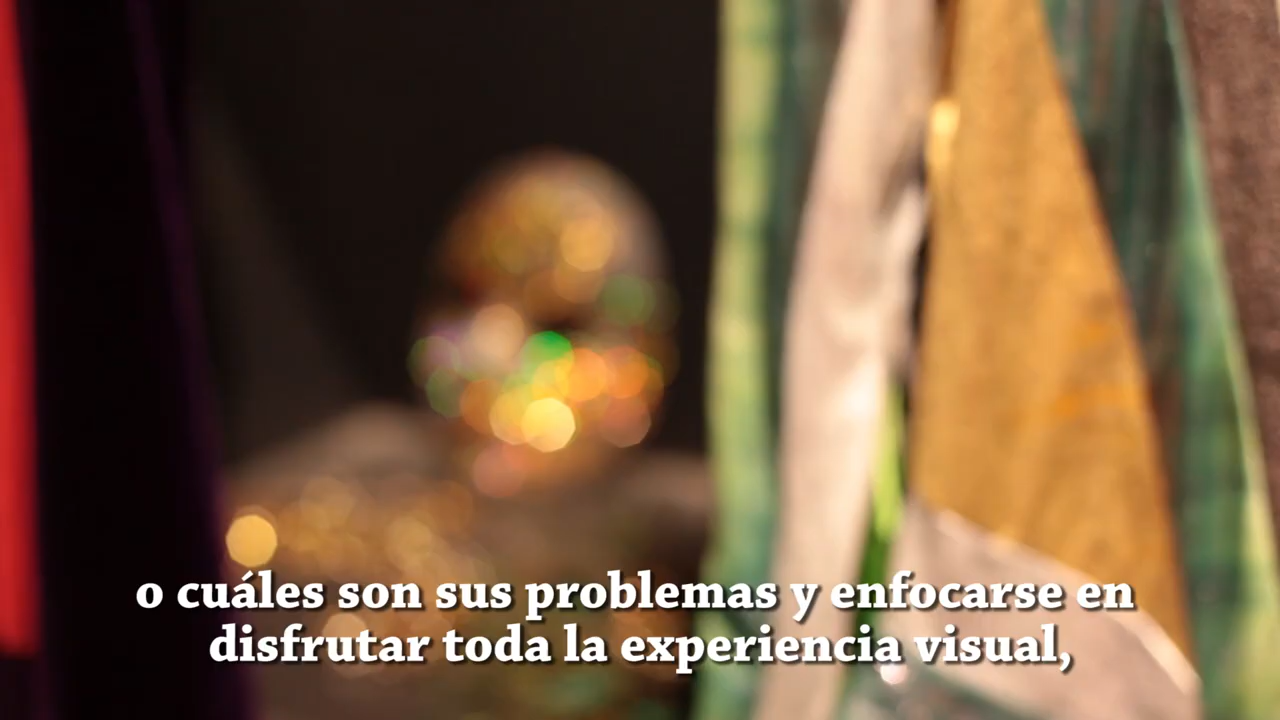 o cuáles son sus problemas y enfocarse en
disfrutar toda la experiencia visual,